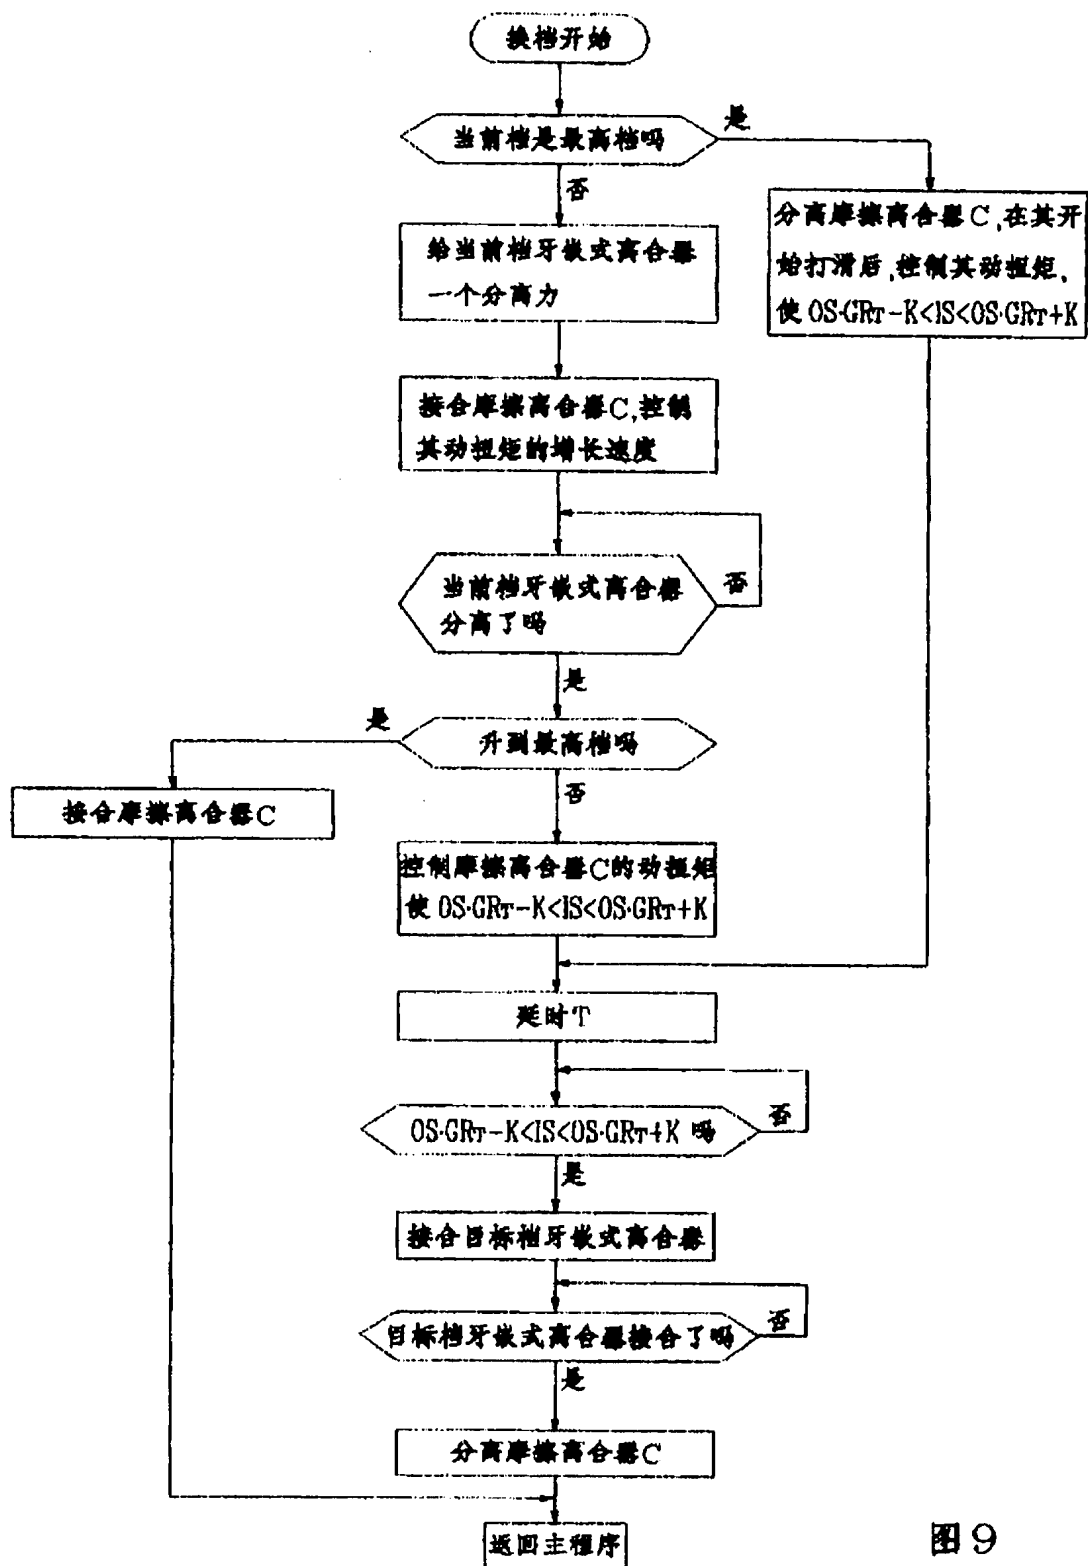 换档开始
当前档是最高档吗
是
否
给当前档牙嵌式离合器
一个分离力
分离摩擦离合器C,在其开
始打滑后,控制其动扭矩,
使OS·GRT-K<IS<OS·GRT+K
接合摩擦离合器C,控制
其动扭矩的增长速度
当前档牙嵌式离合器
分离了吗
否
是
升到最高档吗
是
否
接合摩擦离合器C
控制摩擦离合器C的动扭矩
使OS·GRT-K<IS<OS·GRT+K
延时T
OS·GRT-K<IS<OS·GRT+K 吗
否
是
接合目标档牙嵌式离合器
目标档牙嵌式离合器接合了吗
否
是
分离摩擦离合器C
返回主程序
图9